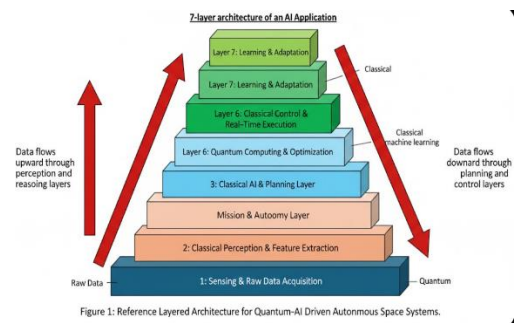 7-layer architecture of an AI Application
Layer 7: Learning & Adaptation
Layer 7: Learning & Adaptation
Classical
Layer 6: Classical Control &
Real-Time Execution
Layer 6: Quantum Computing & Optimization
Classical
machine learning
3: Classical AI & Planning Layer
Mission & Autoomy Layer
2: Classical Perception & Feature Extraction
1: Sensing & Raw Data Acquisition
Data flows
upward through
perception and
reasoing layers
Data flows
downard through
planning and
control layers
Raw Data
Quantum
Figure 1: Reference Layered Architecture for Quantum-AI Driven Autonmous Space Systems.